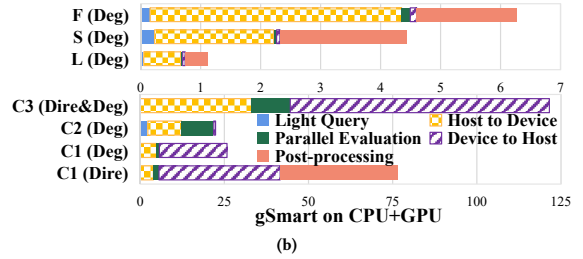 F (Deg)
S (Deg)
L (Deg)
0 1 2 3 4 5 6 7
C3 (Dire&Deg)
C2 (Deg)
C1 (Deg)
C1 (Dire)
Light Query Host to Device
Parallel Evaluation Device to Host
Post-processing
0 25 50 75 100 125
gSmart on CPU+GPU
(b)